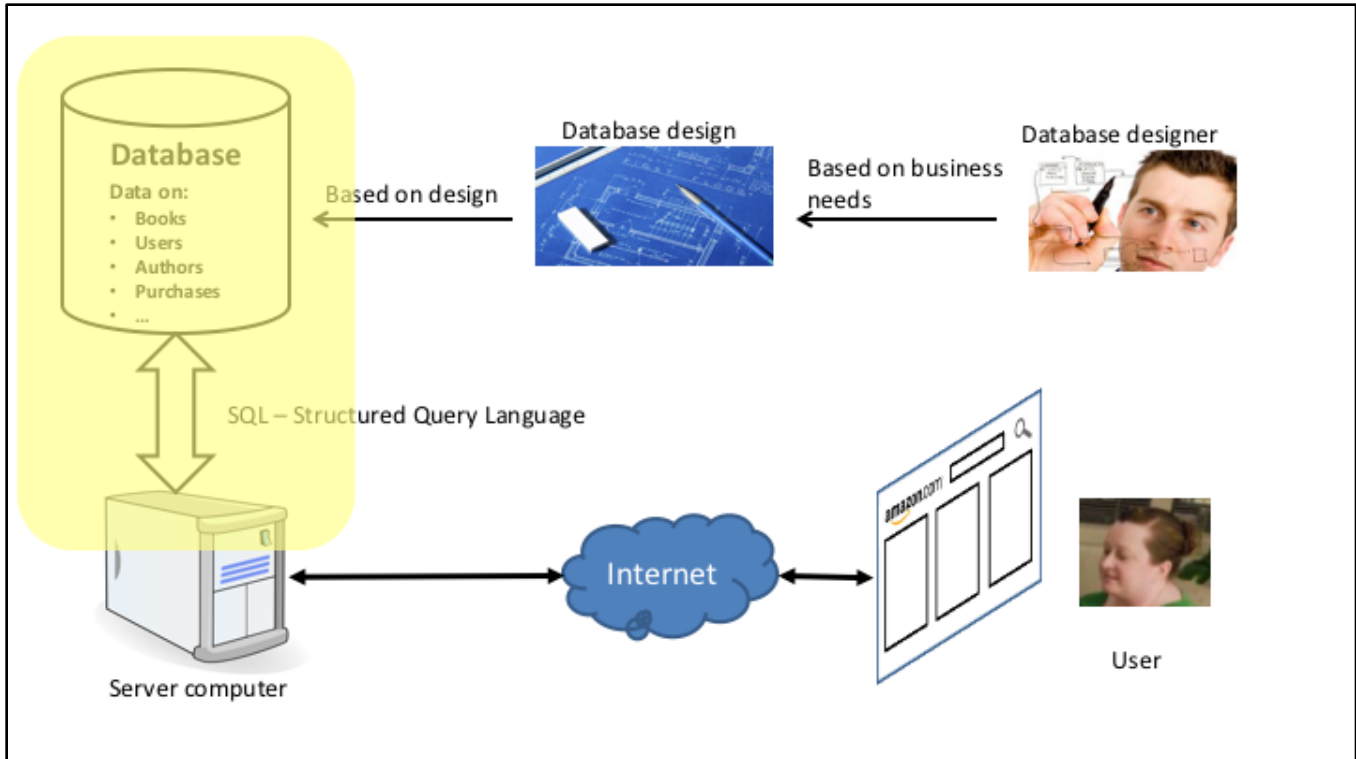 Database
Data on:
• Books
• Users
• Authors
• Purchases
• ...
Based on design
Database design
Based on business
needs
Database designer
SQL – Structured Query Language
Server computer
Internet
amazon.com
User